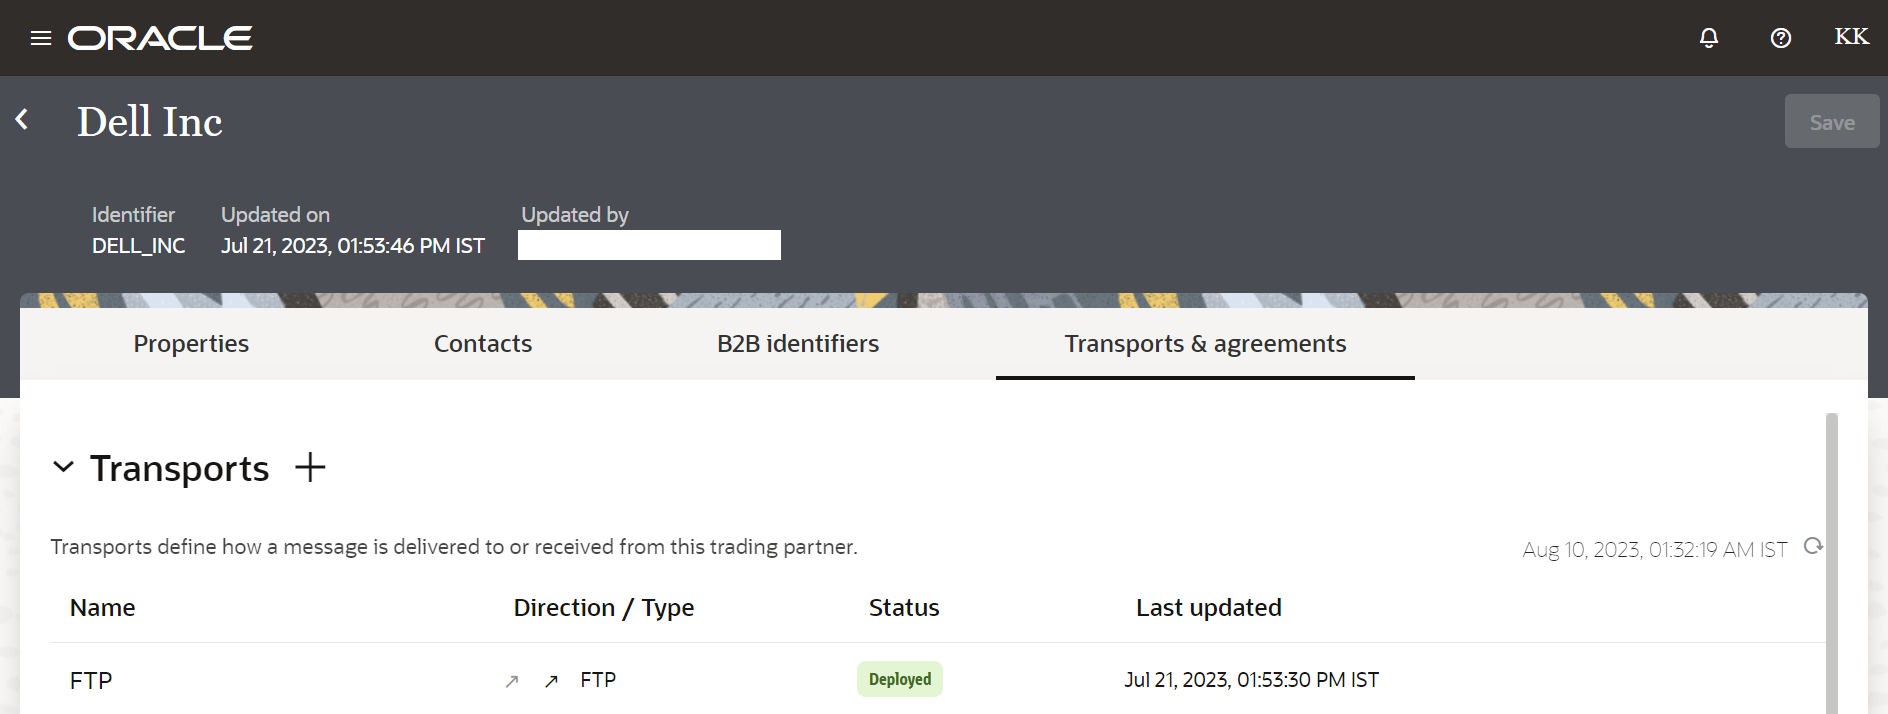 ORACLE
KK
Dell Inc
Save
Identifier
Updated on
Updated by
DELL_INC
Jul 21, 2023, 01:53:46 PM IST
Properties
Contacts
B2B identifiers
Transports & agreements
Transports
Transports define how a message is delivered to or received from this trading partner.
Aug 10, 2023, 01:32:19 AM IST
Name
Direction / Type
Status
Last updated
FTP
FTP
Deployed
Jul 21, 2023, 01:53:30 PM IST